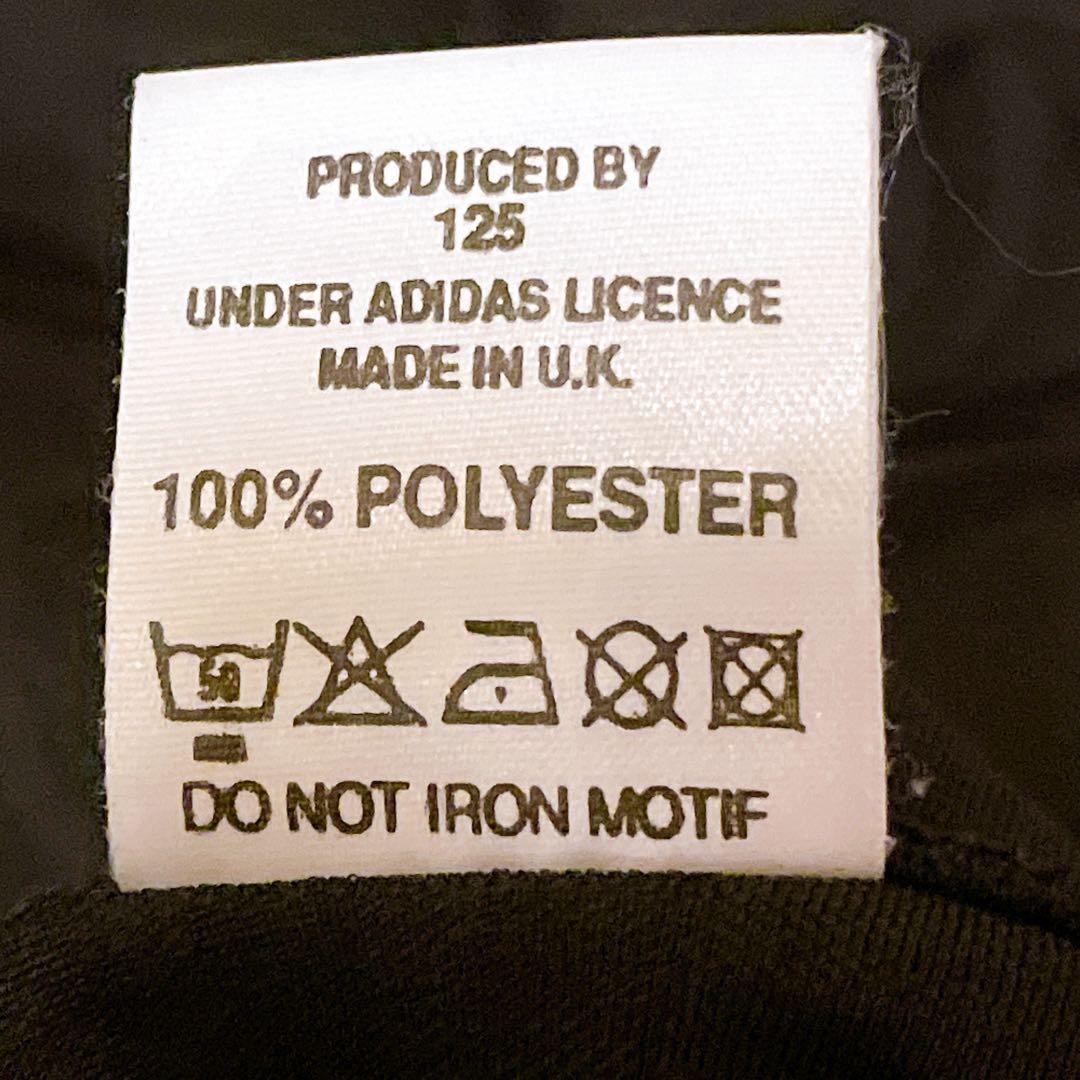 PRODUCED BY
125
UNDER ADIDAS LICENCE
MADE IN U.K.
100% POLYESTER
50
DO NOT IRON MOTIF